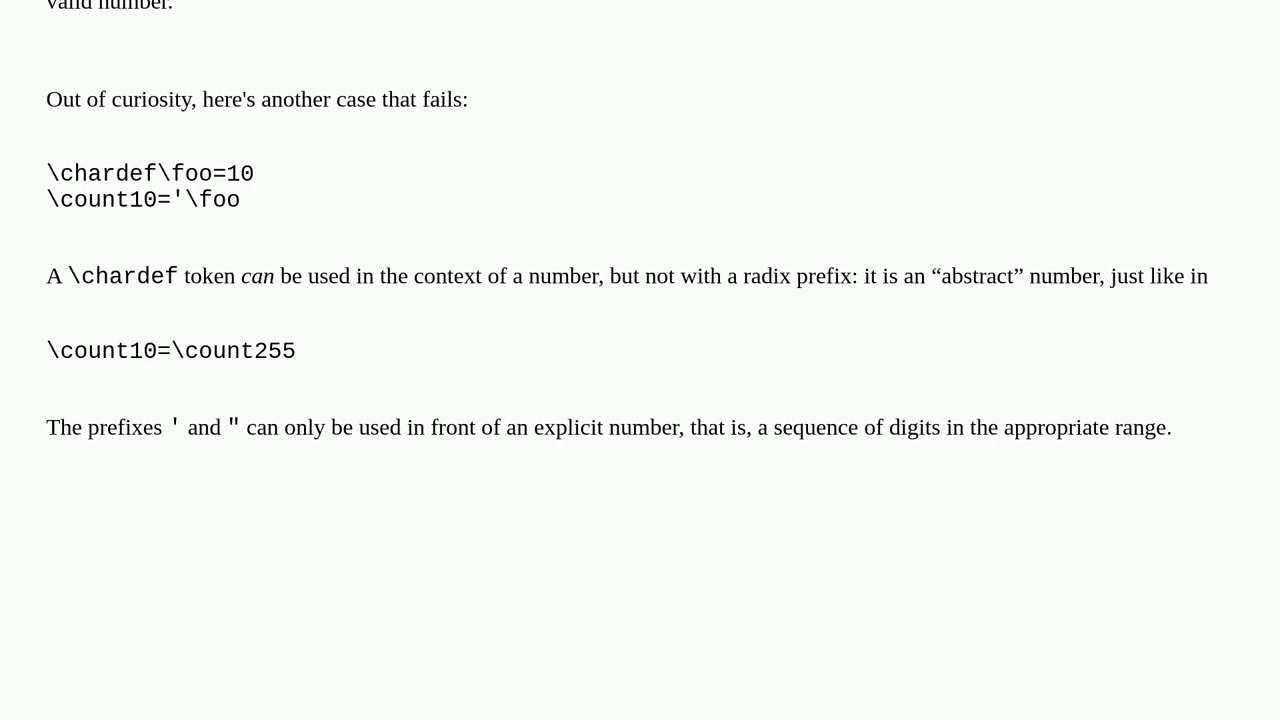 valid number.
Out of curiosity, here's another case that fails:
\chardef\foo=10
\count10='\foo
A \chardef token can be used in the context of a number, but not with a radix prefix: it is an “abstract” number, just like in
\count10=\count255
The prefixes ' and " can only be used in front of an explicit number, that is, a sequence of digits in the appropriate range.